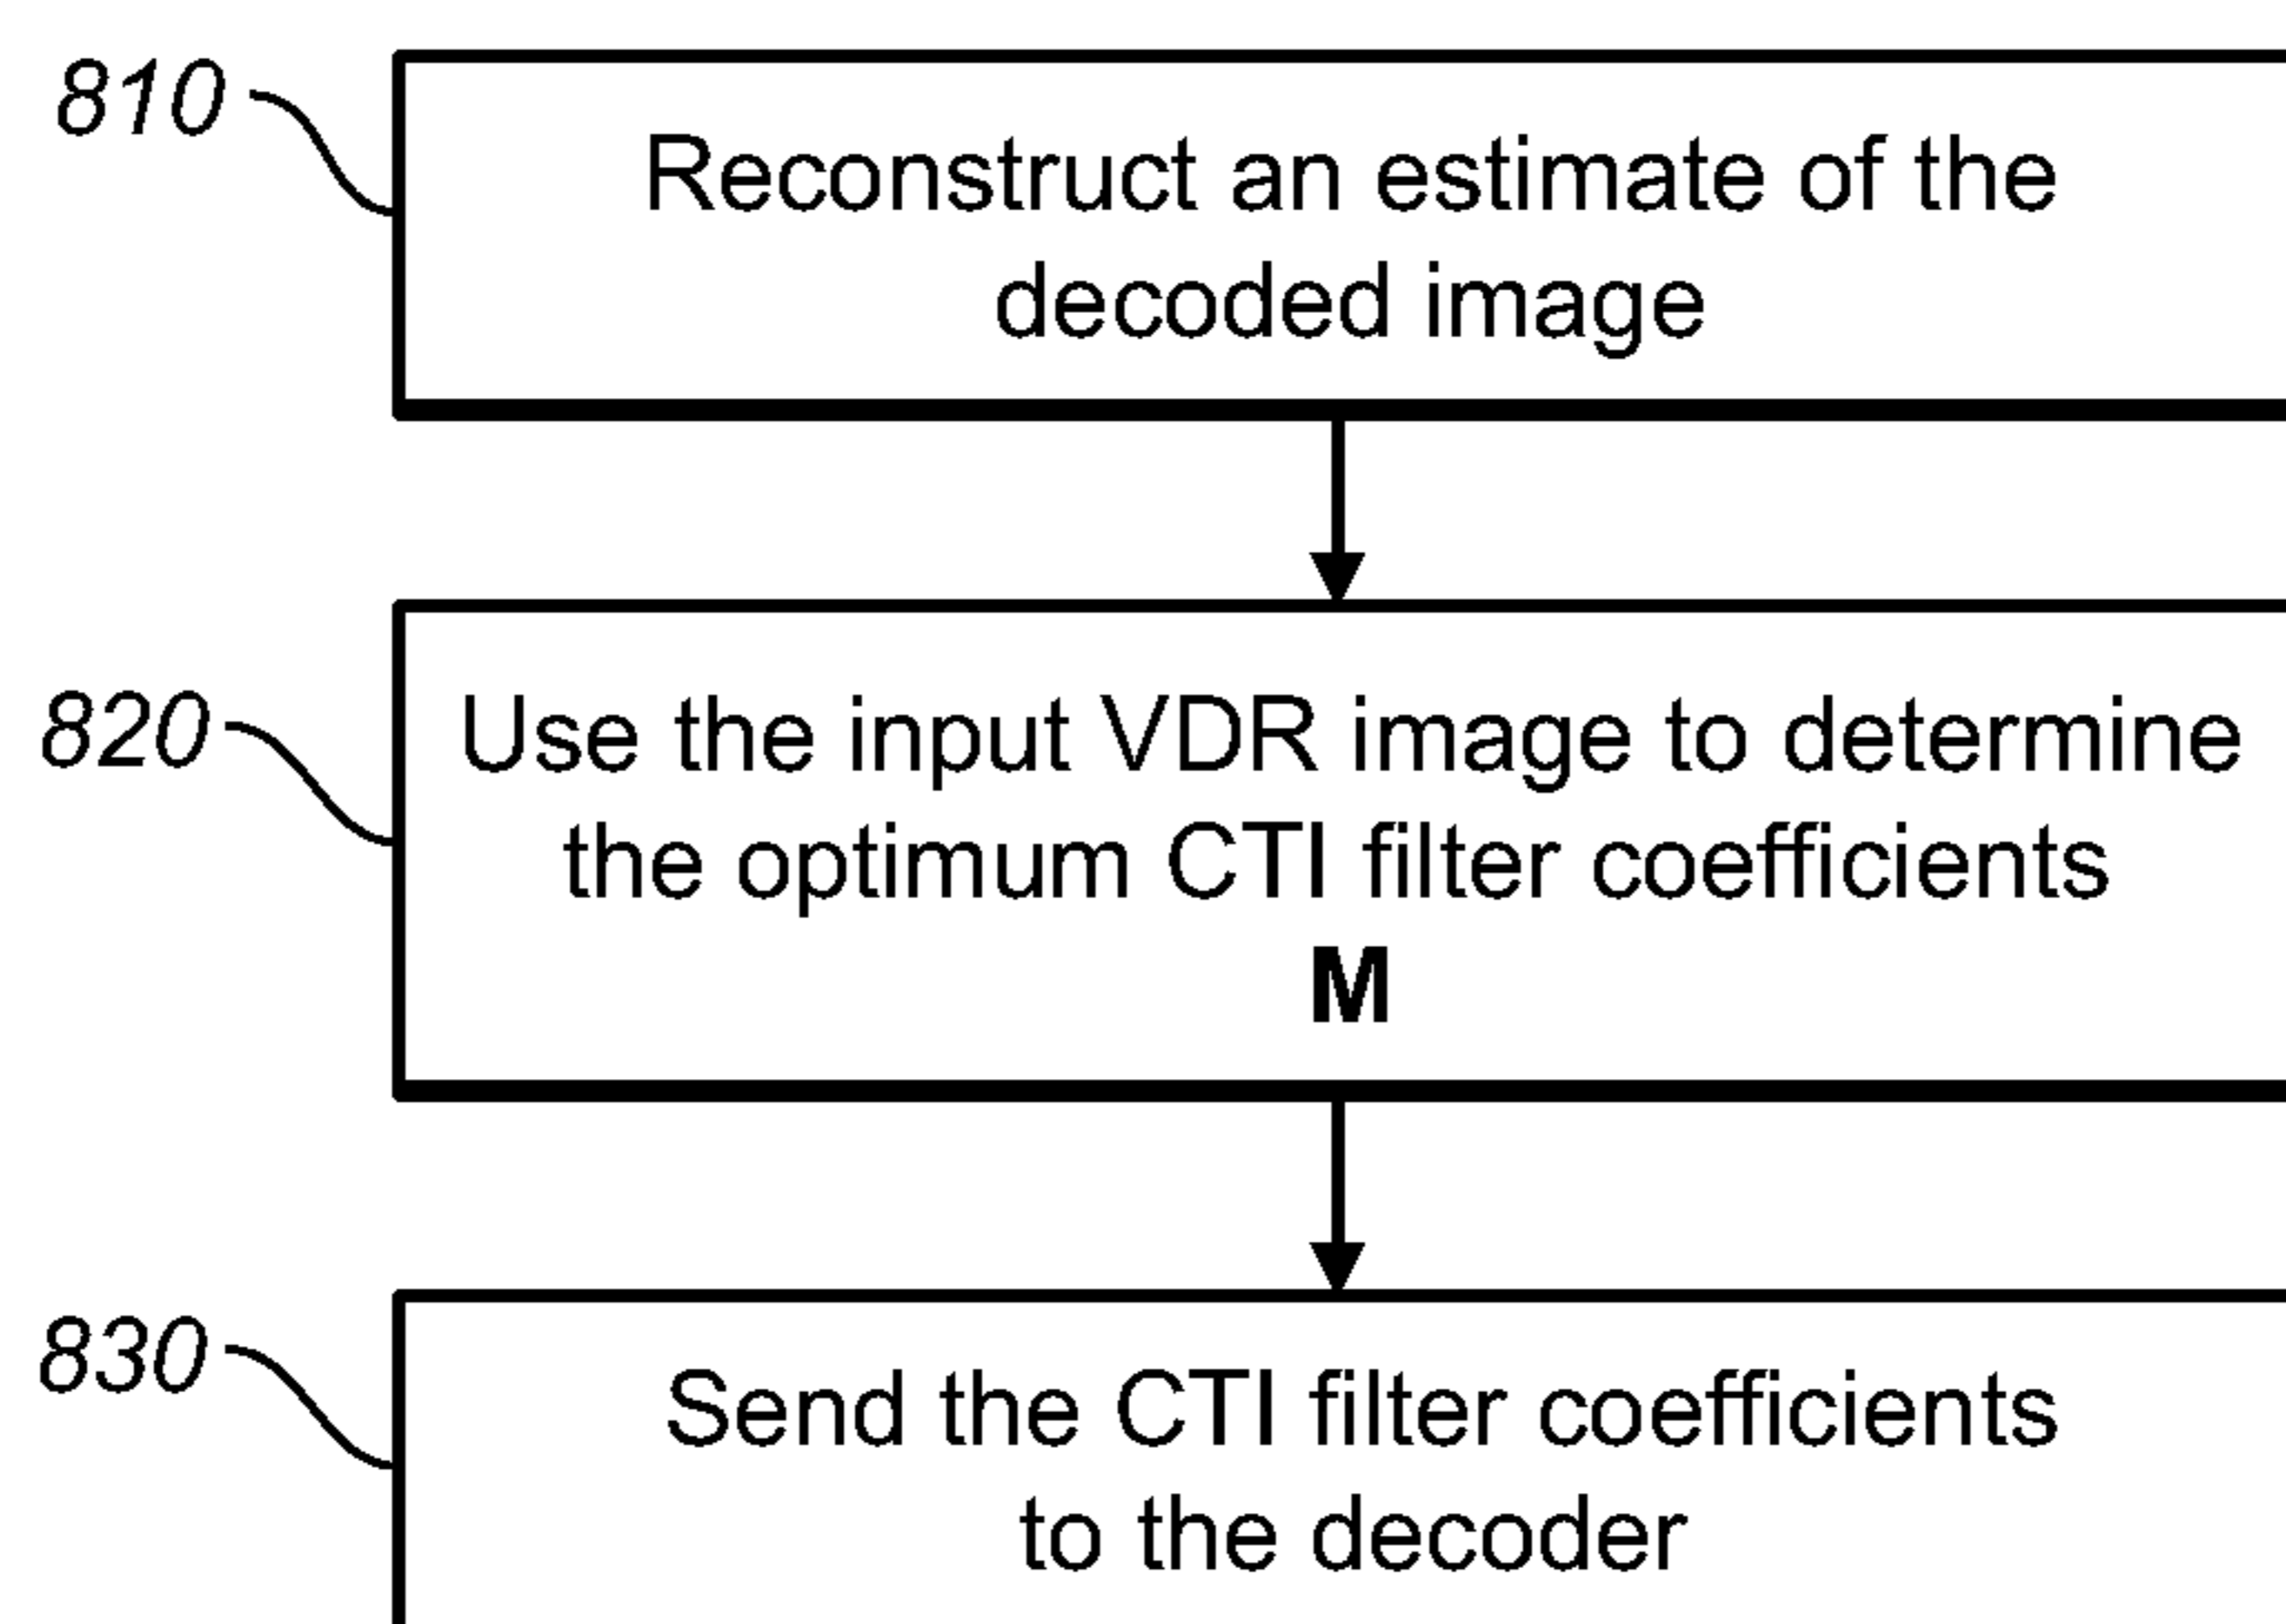 810
Reconstruct an estimate of the
decoded image
820
Use the input VDR image to determine
the optimum CTI filter coefficients
M
830
Send the CTI filter coefficients
to the decoder